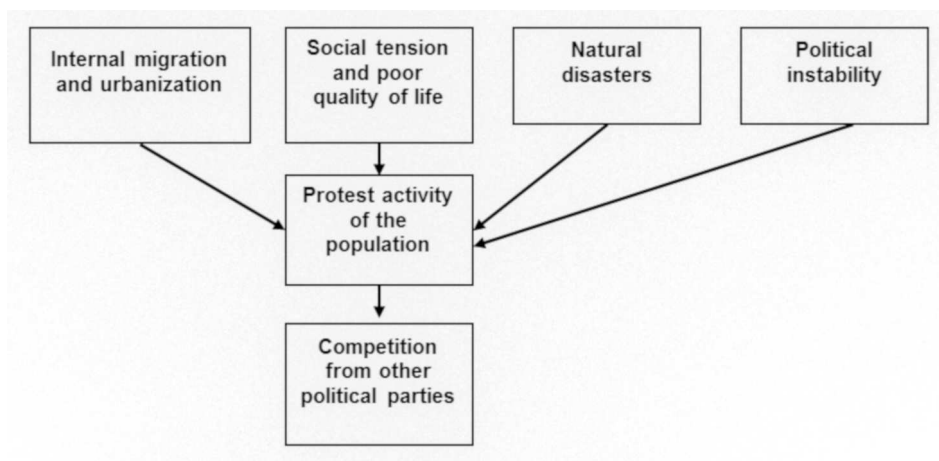 Internal migration
and urbanization
Social tension
and poor
quality of life
Natural
disasters
Political
instability
Protest activity
of the
population
Competition
from other
political parties